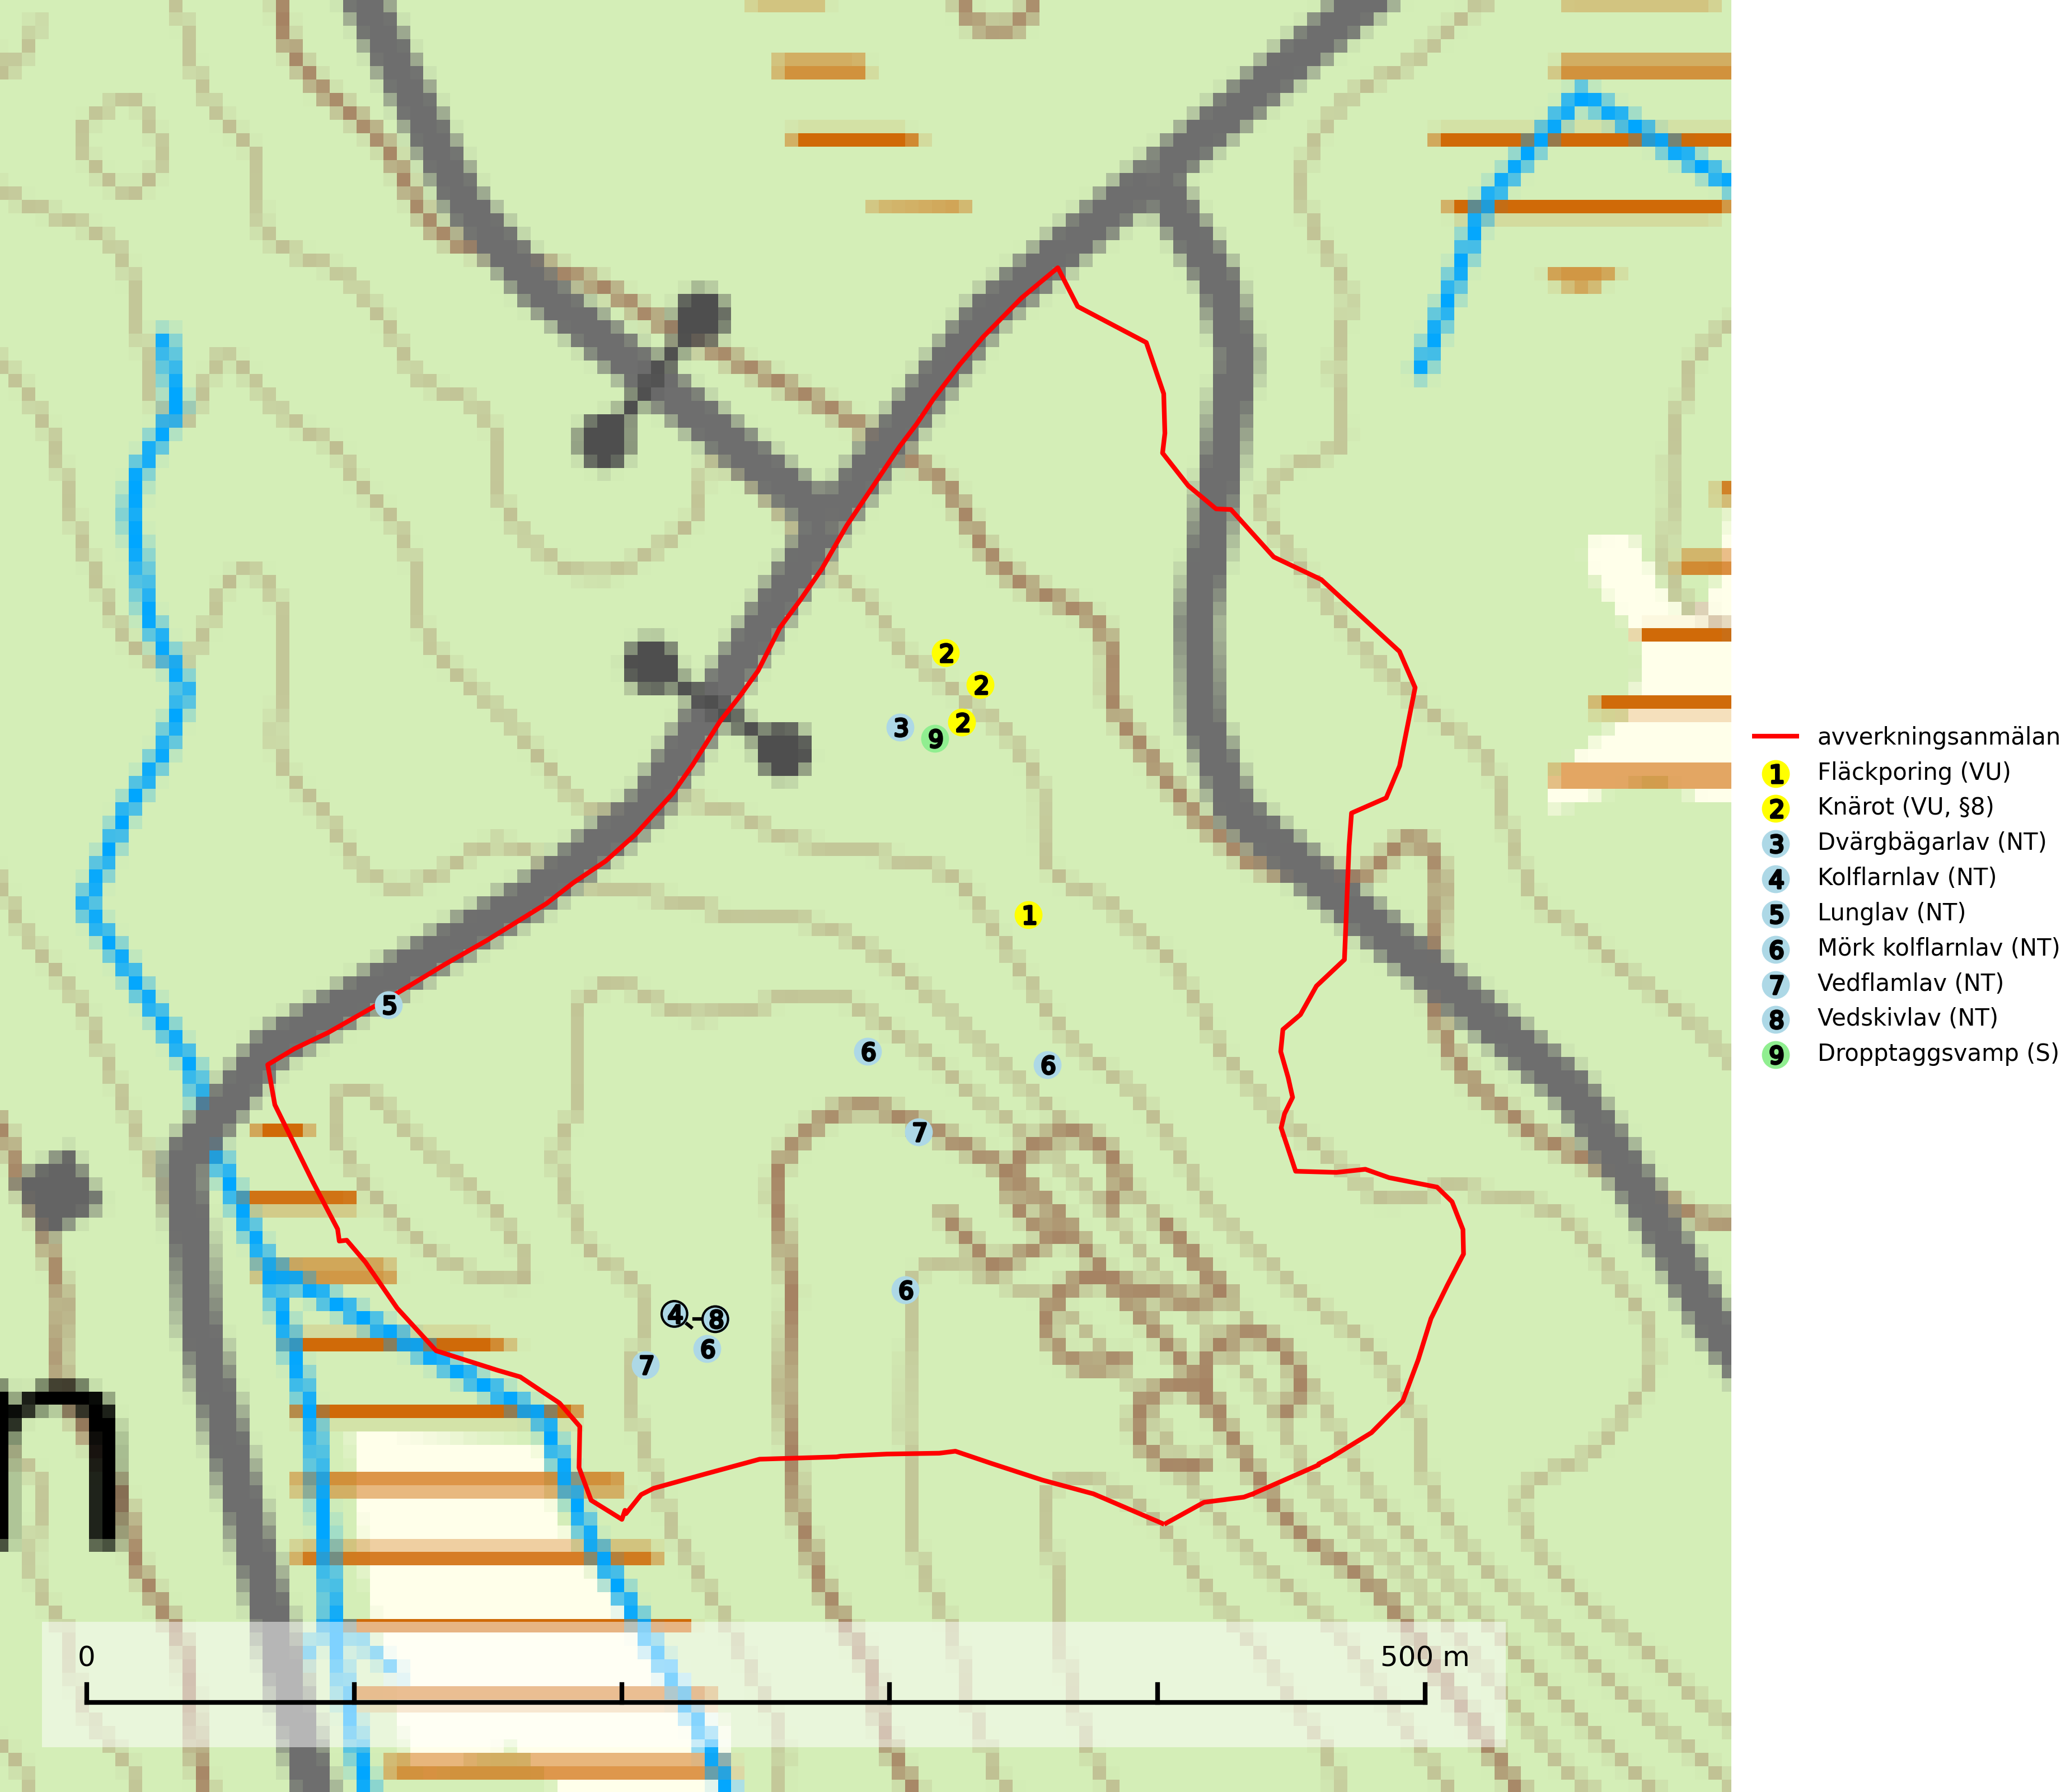 2
2
2
3
9
1
5
6
6
7
6
4
8
6
7
0
500 m
avverkningsanmälan
1 Fläckporing (VU)
2 Knärot (VU, §8)
3 Dvärgbägarlav (NT)
4 Kolflarnlav (NT)
5 Lunglav (NT)
6 Mörk kolflarnlav (NT)
7 Vedflamlav (NT)
8 Vedskivlav (NT)
9 Dropptaggsvamp (S)